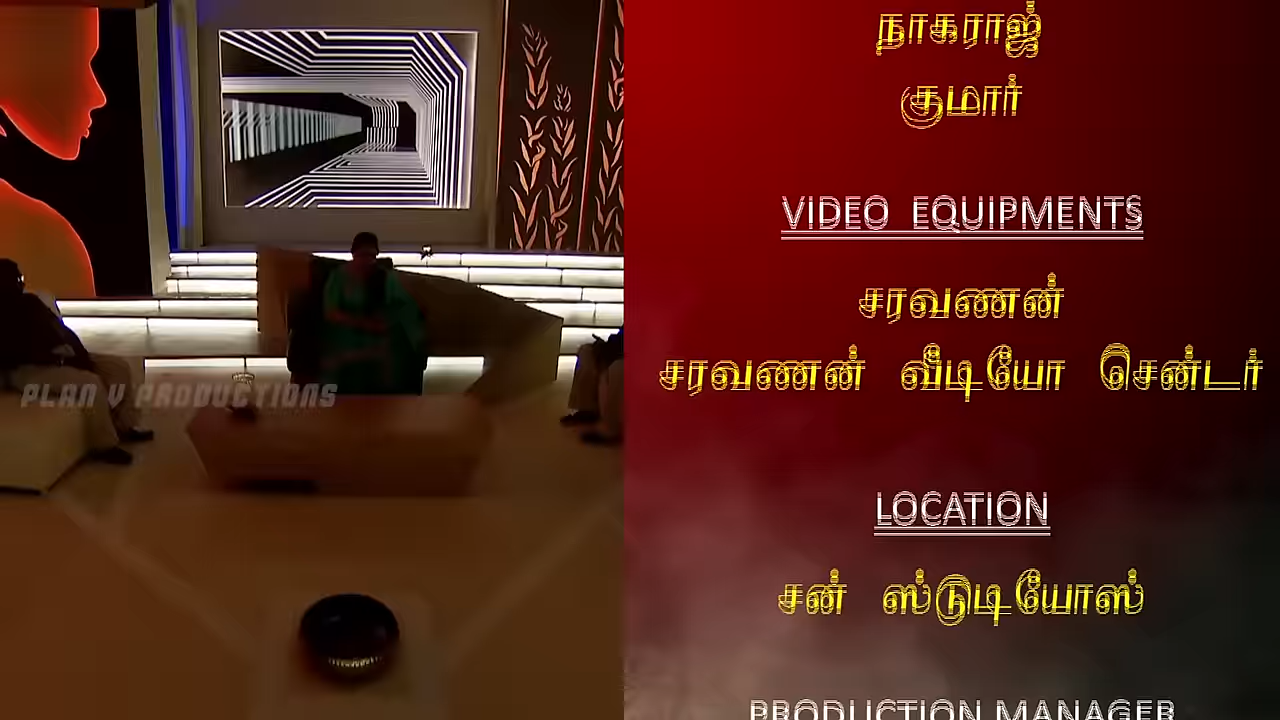 நாகராஜ்
குமார்
VIDEO EQUIPMENTS
சரவணன்
சரவணன் வீடியோ சென்டர்
LOCATION
சன் ஸ்டுடியோஸ்
PRODUCTION MANAGER
PLAN V PRODUCTIONS